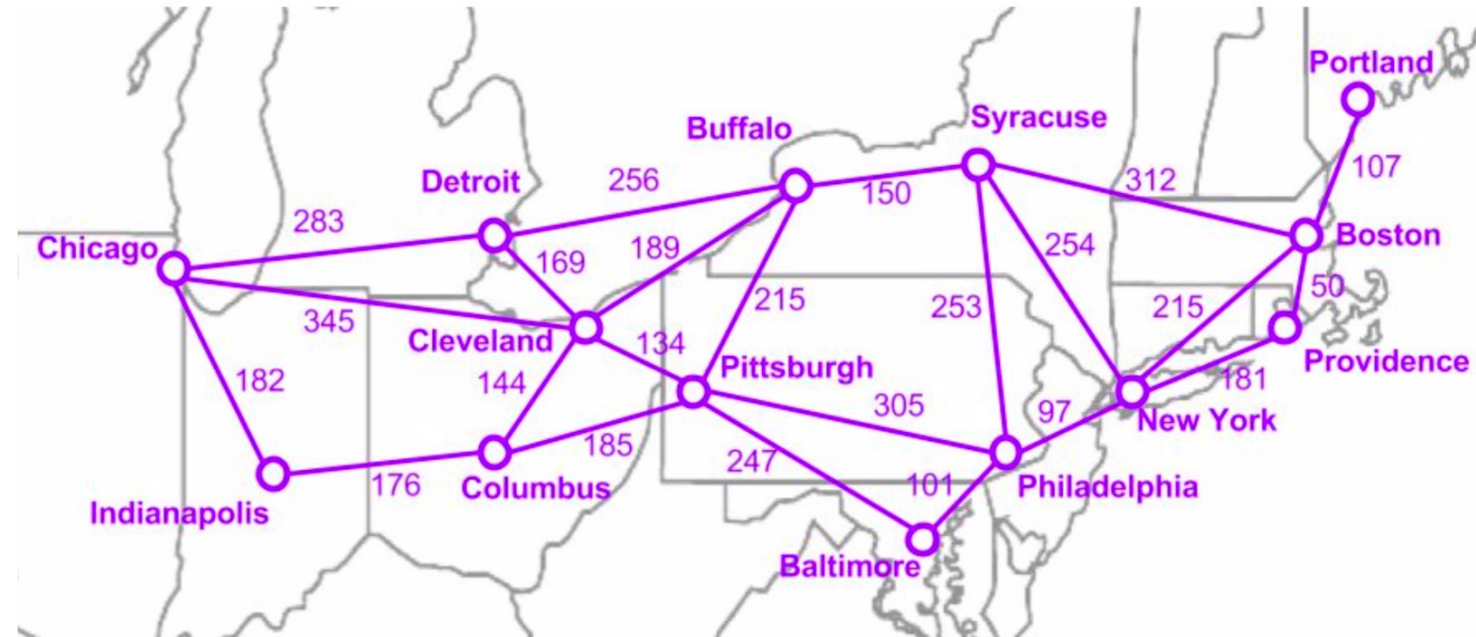 Portland
Syracuse
Buffalo
107
Detroit
256
312
150
283
Boston
Chicago
189
254
169
50
215
253
215
345
Cleveland
134
Providence
Pittsburgh
144
182
181
305
97
New York
185
247
176
Columbus
101
Philadelphia
Indianapolis
Baltimore